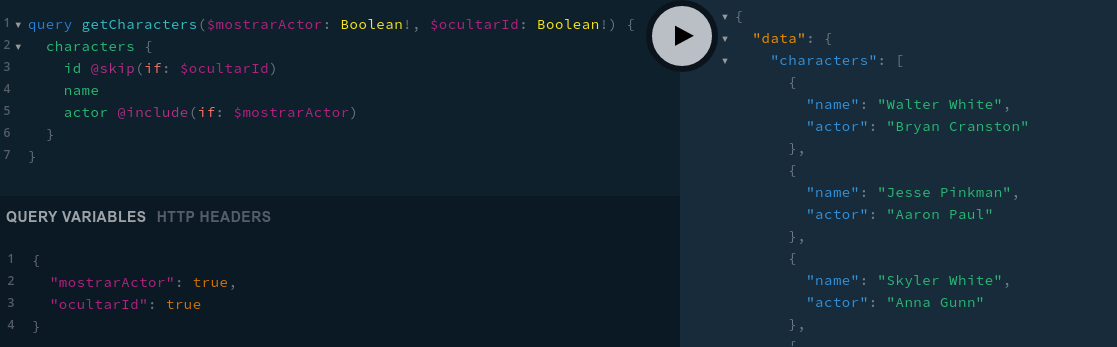 1 query getCharacters($mostrarActor: Boolean!, $ocultarId: Boolean!) {
2 characters {
3 id @skip(if: $ocultarId)
4 name
5 actor @include(if: $mostrarActor)
6 }
7 }
QUERY VARIABLES HTTP HEADERS
1 {
2 "mostrarActor": true,
3 "ocultarId": true
4 }
{
"data": {
"characters": [
{
"name": "Walter White",
"actor": "Bryan Cranston"
},
{
"name": "Jesse Pinkman",
"actor": "Aaron Paul"
},
{
"name": "Skyler White",
"actor": "Anna Gunn"
},